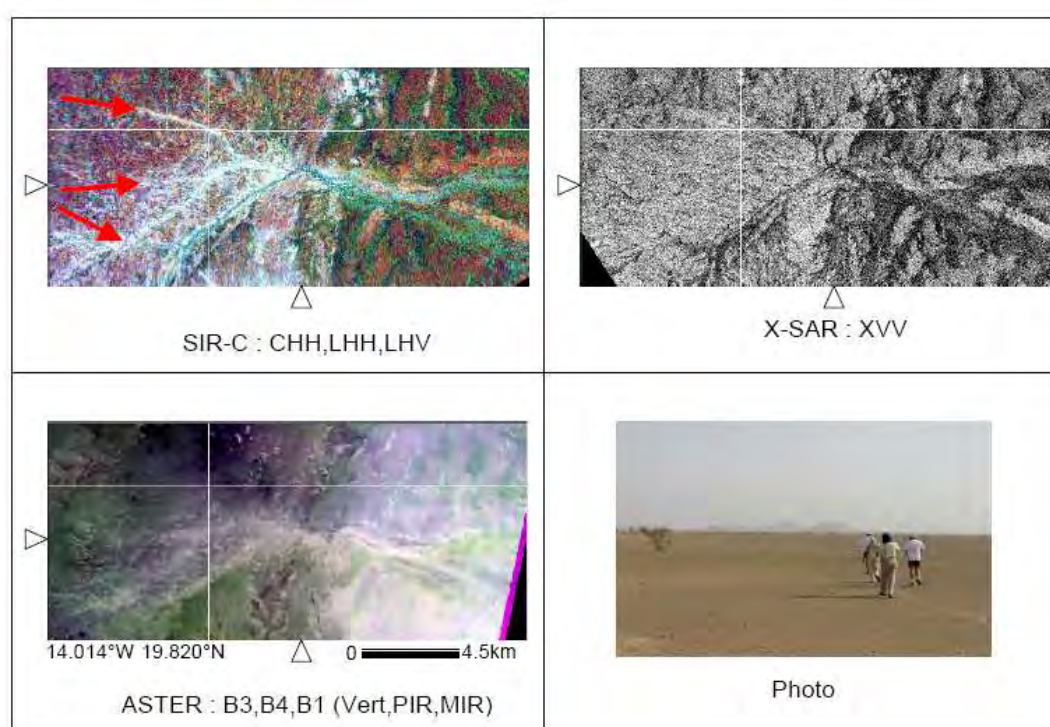 SIR-C : CHH,LHH,LHV
X-SAR : XVV
14.014°W 19.820°N
0 4.5km
ASTER : B3,B4,B1 (Vert,PIR,MIR)
Photo